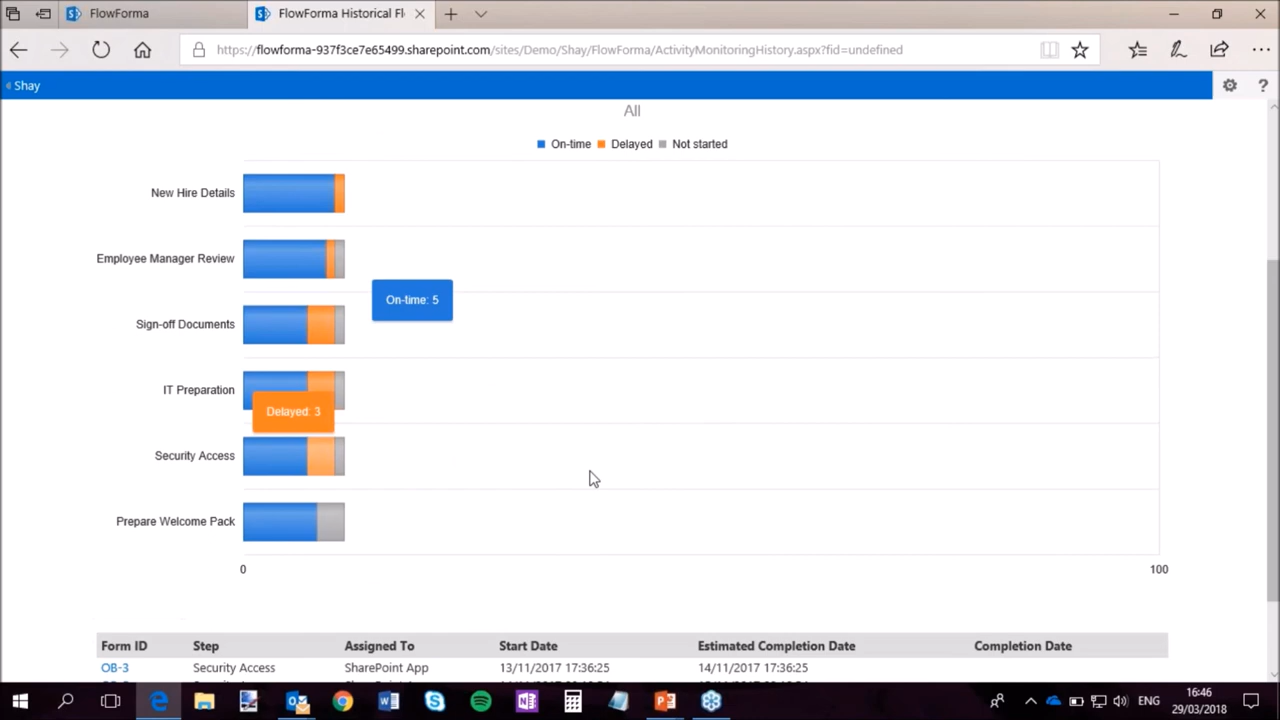 FlowForma
FlowForma Historical Fl
https://flowforma-937f3ce7e65499.sharepoint.com/sites/Demo/Shay/FlowForma/ActivityMonitoringHistory.aspx?fid=undefined
Shay
?
All
On-time Delayed Not started
New Hire Details
Employee Manager Review
On-time: 5
Sign-off Documents
IT Preparation
Delayed: 3
Security Access
Prepare Welcome Pack
0 100
Form ID Step Assigned To Start Date Estimated Completion Date Completion Date
OB-3 Security Access SharePoint App 13/11/2017 17:36:25 14/11/2017 17:36:25
ENG
16:46
29/03/2018